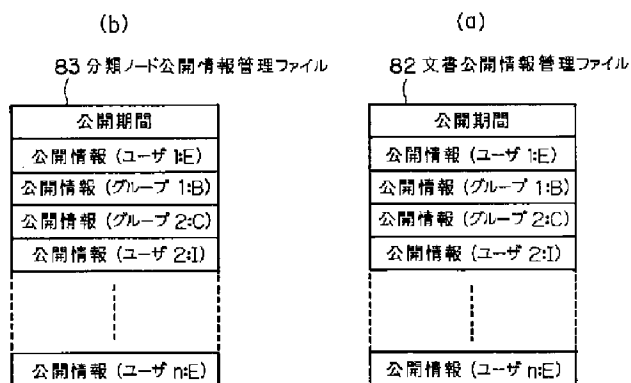 (b)
83 分類ノード公開情報管理ファイル
公開期間
公開情報 (ユーザ 1:E)
公開情報 (グループ 1:B)
公開情報 (グループ 2:C)
公開情報 (ユーザ 2:I)
公開情報 (ユーザ n:E)
(a)
82 文書公開情報管理ファイル
公開期間
公開情報 (ユーザ 1:E)
公開情報 (グループ 1:B)
公開情報 (グループ 2:C)
公開情報 (ユーザ 2:I)
公開情報 (ユーザ n:E)